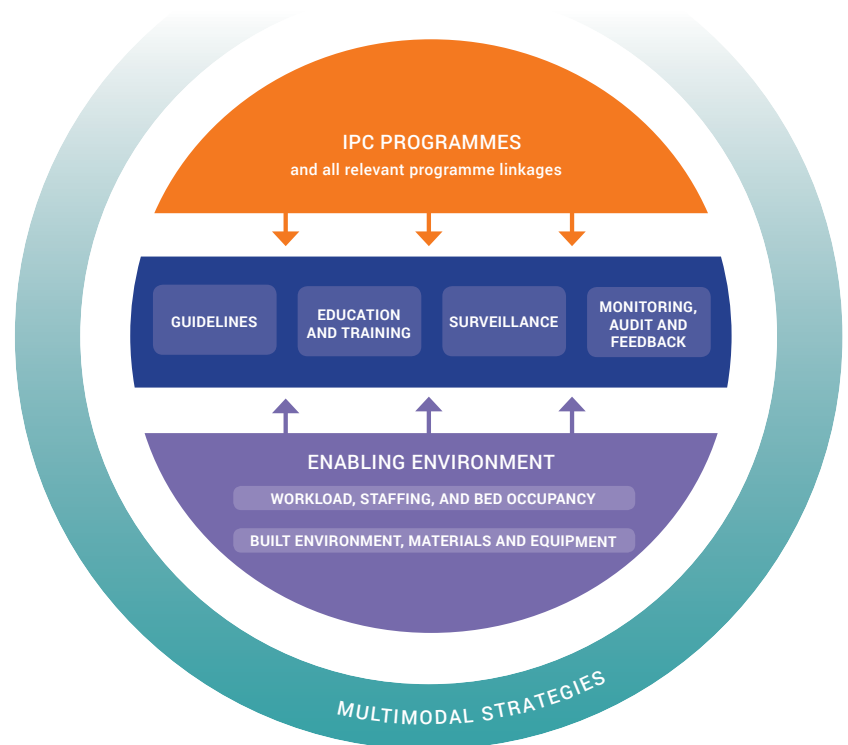 IPC PROGRAMMES
and all relevant programme linkages
GUIDELINES
EDUCATION
AND TRAINING
SURVEILLANCE
MONITORING,
AUDIT AND
FEEDBACK
ENABLING ENVIRONMENT
WORKLOAD, STAFFING, AND BED OCCUPANCY
BUILT ENVIRONMENT, MATERIALS AND EQUIPMENT
MULTIMODAL STRATEGIES